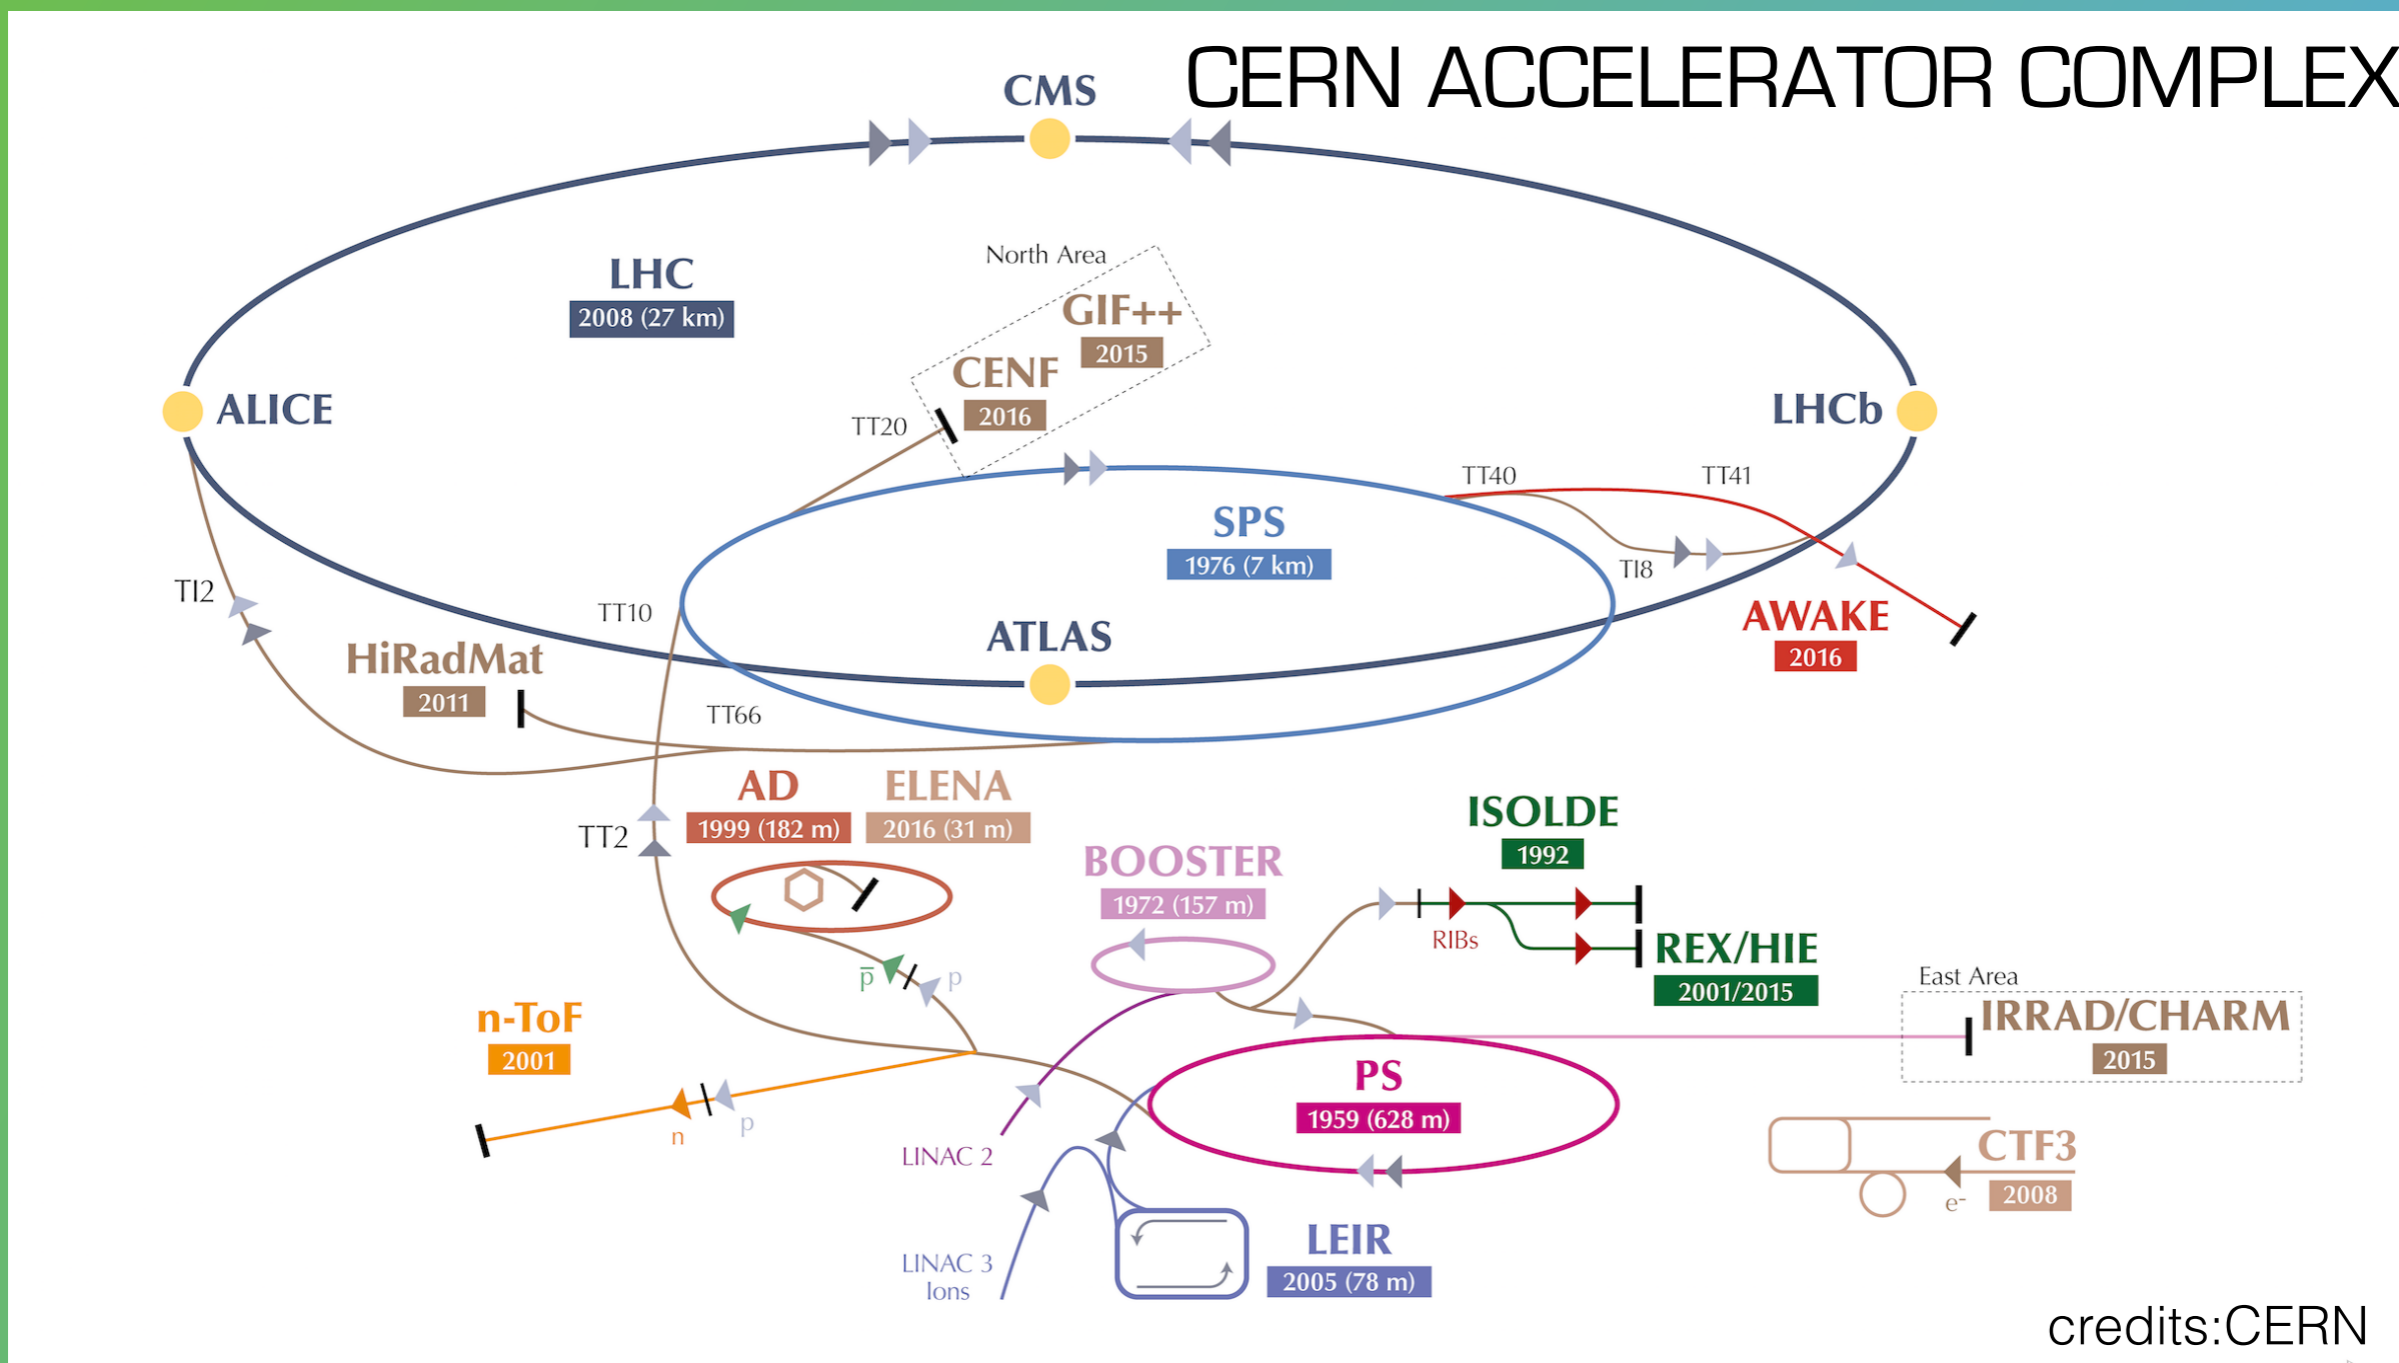 CERN ACCELERATOR COMPLEX
CMS
North Area
LHC
2008 (27 km)
GIF++
2015
CENF
2016
ALICE
LHCb
TT20
TT40
TT41
SPS
1976 (7 km)
TI8
TI2
TT10
ATLAS
AWAKE
2016
HiRadMat
2011
TT66
AD
1999 (182 m)
ELENA
2016 (31 m)
TT2
ISOLDE
1992
BOOSTER
1972 (157 m)
RIBs
REX/HIE
2001/2015
p̅
p
East Area
n-ToF
2001
IRRAD/CHARM
2015
PS
1959 (628 m)
n
p
LINAC 2
CTF3
2008
e-
LEIR
2005 (78 m)
LINAC 3
Ions
credits:CERN